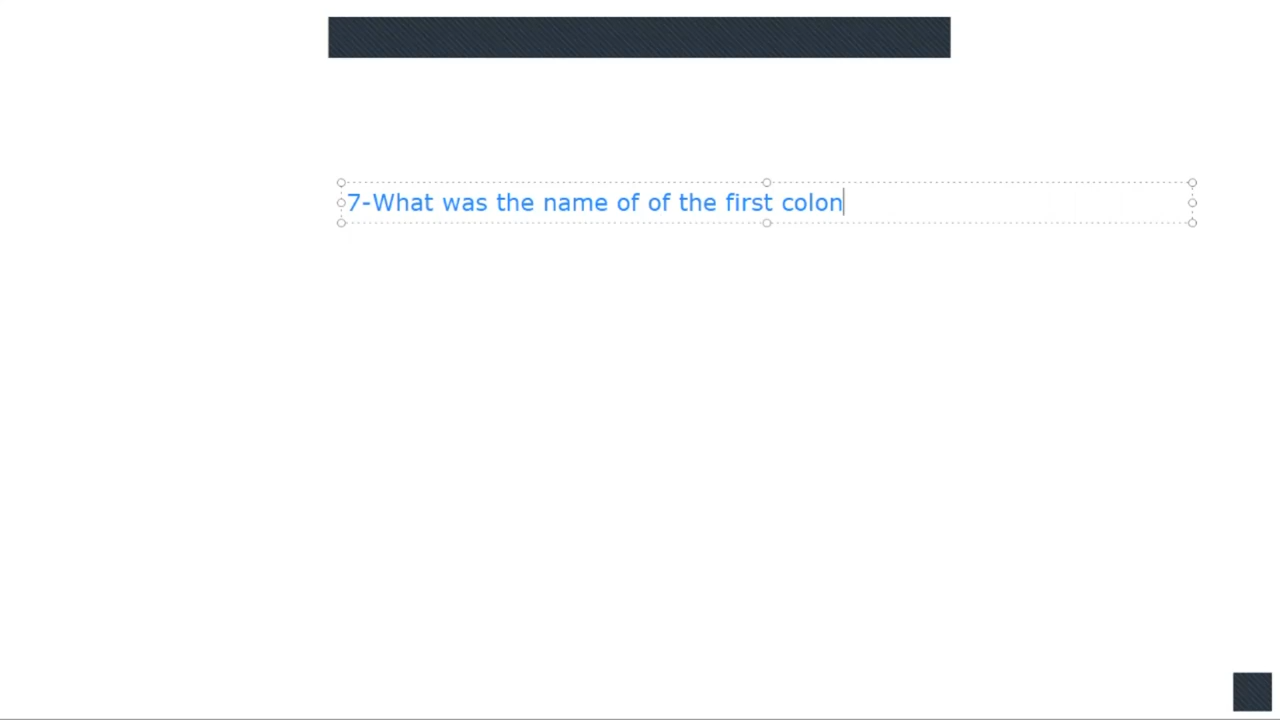 7-What was the name of of the first colon